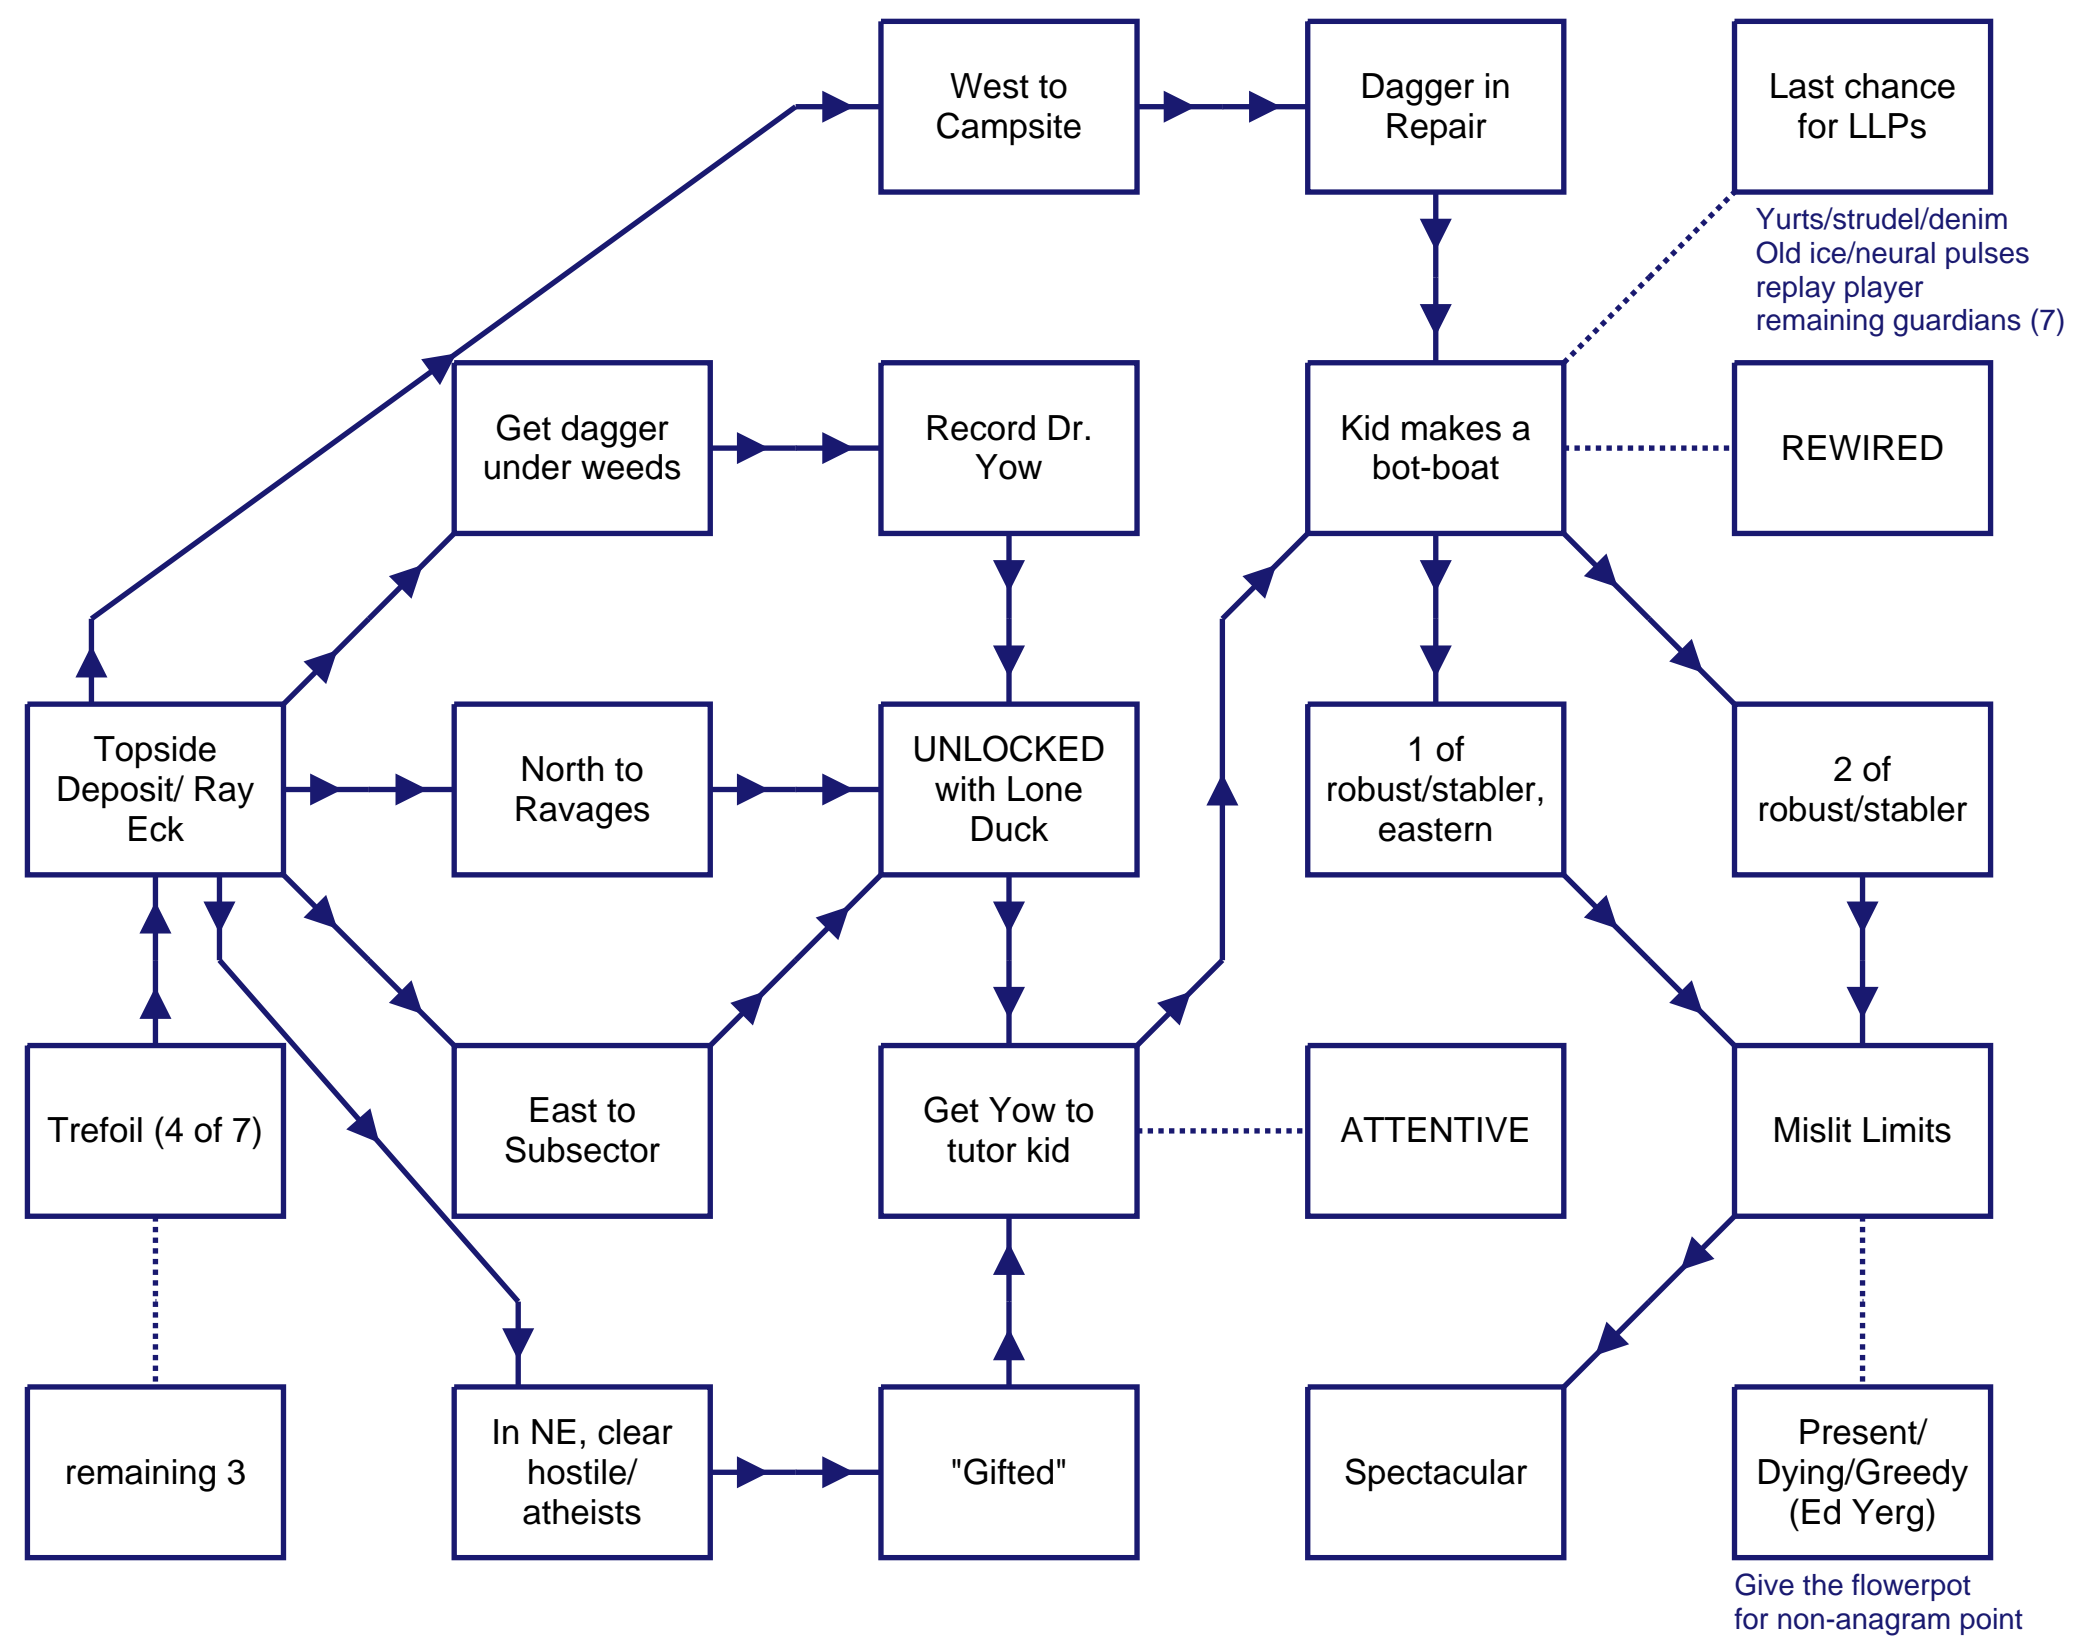 West to
Campsite
Dagger in
Repair
Last chance
for LLPs
Yurts/strudel/denim
Old ice/neural pulses
replay player
remaining guardians (7)
Get dagger
under weeds
Record Dr.
Yow
Kid makes a
bot-boat
REWIRED
Topside
Deposit/ Ray
Eck
North to
Ravages
UNLOCKED
with Lone
Duck
1 of
robust/stabler,
eastern
2 of
robust/stabler
Trefoil (4 of 7)
East to
Subsector
Get Yow to
tutor kid
ATTENTIVE
Mislit Limits
remaining 3
In NE, clear
hostile/
atheists
"Gifted"
Spectacular
Present/
Dying/Greedy
(Ed Yerg)
Give the flowerpot
for non-anagram point